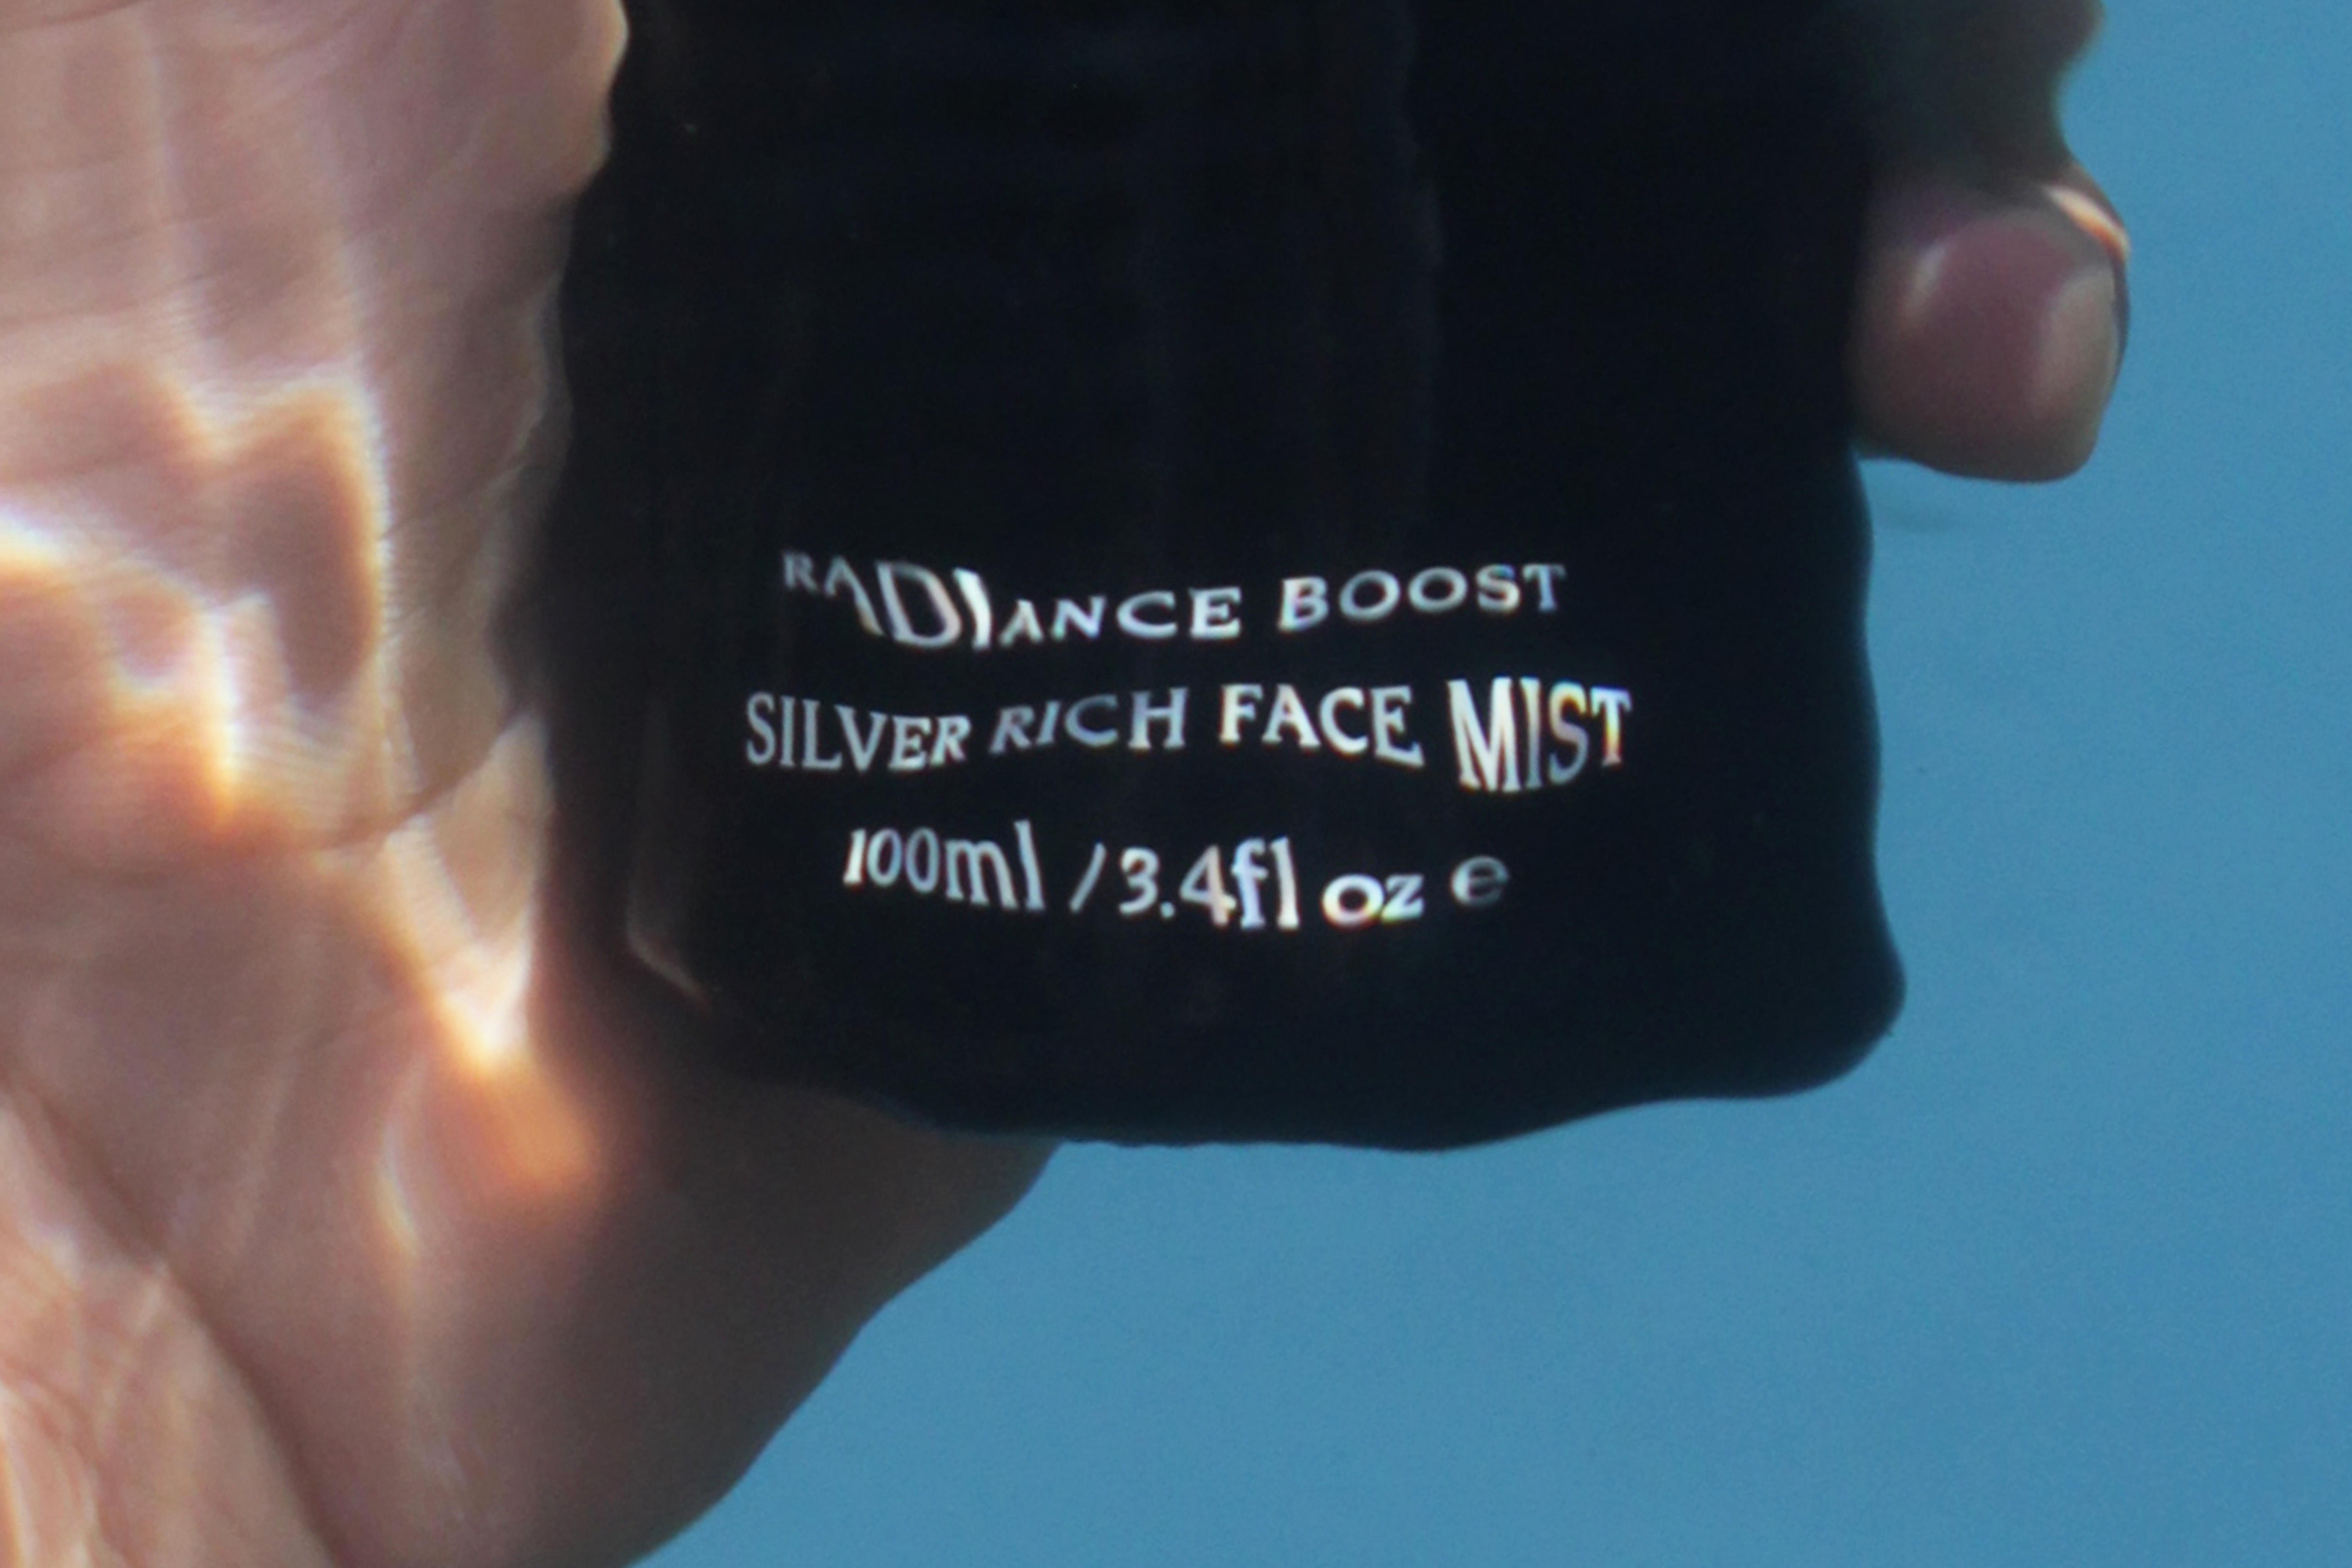 RADIANCE BOOST
SILVER RICH FACE MIST
100ml / 3.4fl oz e